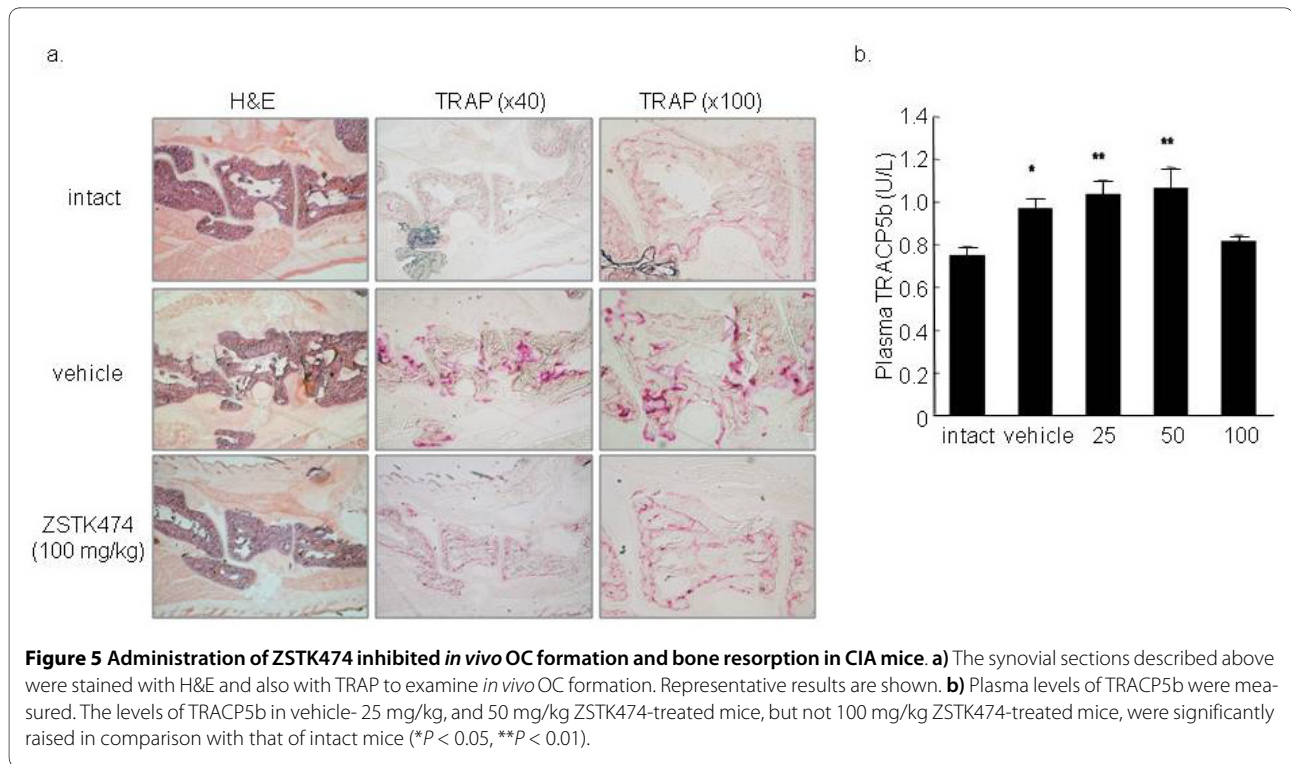 a.
H&E TRAP (x40) TRAP (x100)
intact
vehicle
ZSTK474
(100 mg/kg)
b.
Plasma TRACP5b (U/L)
1.4
1.2
1.0
0.8
0.6
0.4
0.2
0
*
**
**
intact vehicle 25 50 100
Figure 5 Administration of ZSTK474 inhibited in vivo OC formation and bone resorption in CIA mice. a) The synovial sections described above
were stained with H&E and also with TRAP to examine in vivo OC formation. Representative results are shown. b) Plasma levels of TRACP5b were mea-
sured. The levels of TRACP5b in vehicle- 25 mg/kg, and 50 mg/kg ZSTK474-treated mice, but not 100 mg/kg ZSTK474-treated mice, were significantly
raised in comparison with that of intact mice (*P < 0.05, **P < 0.01).